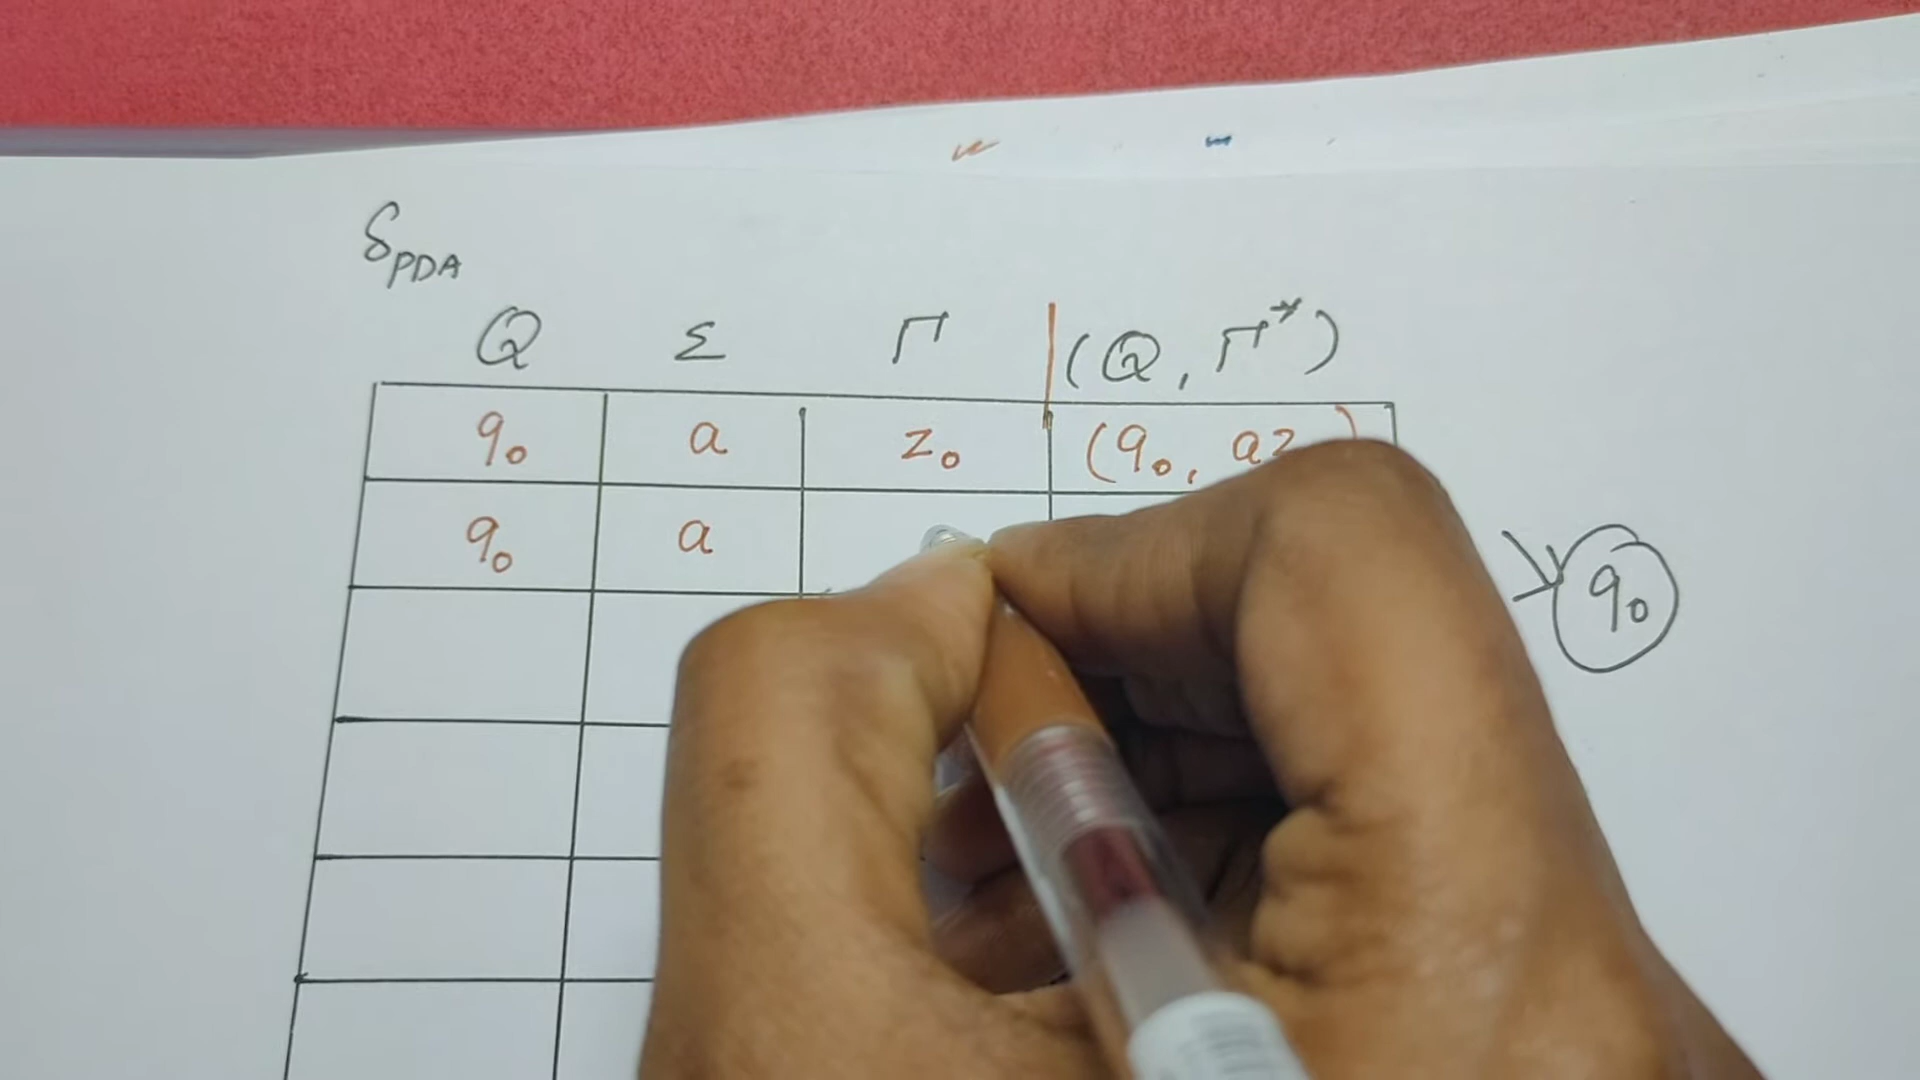 δPDA
Q Σ Γ (Q, Γ*)
q₀ a z₀ (q₀, az )
q₀ a
q₀